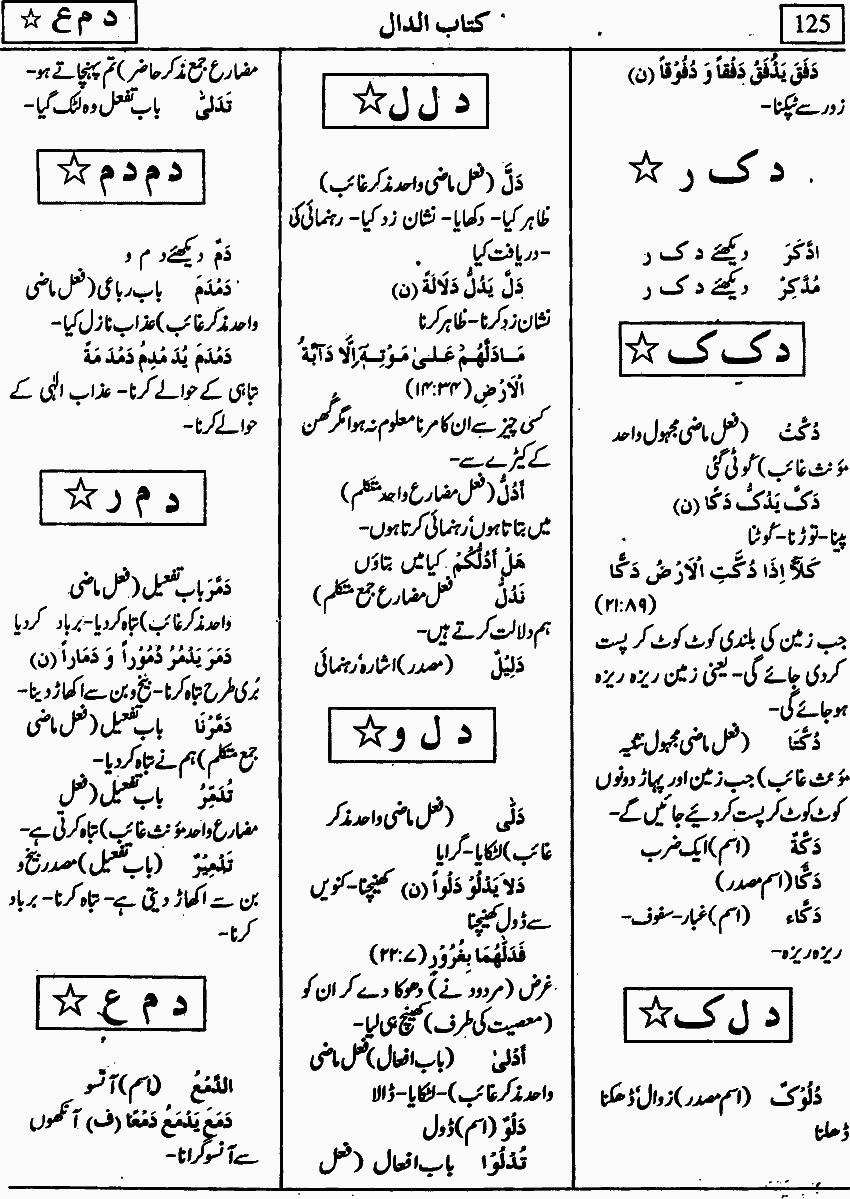 125
کتاب الدال
د م ع ☆
دَفَقَ یَدْفَقُ دَفْقاً وَ دُفُوْقاً (ن)
زور سے ٹپکنا-
د ک ر ☆
ادَّکَرَ دیکھئے د ک ر
مُدَّکِرْ دیکھئے د ک ر
د ک ک ☆
دُکَّتْ (فعل ماضی مجہول واحد
مؤنث غائب) کوٹی گئی
دَکَّ یَدُکُّ دَکًّا (ن)
پینا-توڑنا-کوٹنا
کَلَّآ اِذَا دُکَّتِ الْاَرْضُ دَکًّا
(۲۱:۸۹)
جب زمین کی بلندی کوٹ کوٹ کر پست
کردی جائے گی- یعنی زمین ریزہ ریزہ
ہوجائے گی-
دُکَّتَا (فعل ماضی مجہول تثنیہ
مؤنث غائب) جب زمین اور پہاڑ دونوں
کوٹ کوٹ کر پست کردیئے جائیں گے-
دَکَّةٌ (اسم) ایک ضرب
دَکًّا (اسم مصدر)
دَکَّاء (اسم) غبار-سفوف-
ریزہ ریزہ-
د ل ک ☆
دُلُوْکٌ (اسم مصدر) زوال' ڈھلنا
ڈھلنا
د ل ل ☆
دَلَّ (فعل ماضی واحد مذکر غائب)
ظاہر کیا- دکھایا- نشان زد کیا- رہنمائی کی
-دریافت کیا
دَلَّ یَدُلُّ دَلَالَةً (ن)
نشان زد کرنا-ظاہر کرنا
مَادَلَّهُمْ عَلٰی مَوْتِهٖٓ اِلَّا دَآبَّةُ
الْاَرْضِ (۱۴:۳۴)
کسی چیز سے ان کا مرنا معلوم نہ ہوا مگر گُھن
کے کیڑے سے-
اَدُلُّ (فعل مضارع واحد متکلم)
میں بتاتا ہوں' رہنمائی کرتا ہوں-
هَلْ اَدُلُّکُمْ کیا میں بتاؤں
نَدُلُّ فعل مضارع جمع متکلم)
ہم دلالت کرتے ہیں-
دَلِیْلٌ (مصدر) اشارہ' رہنمائی
د ل و ☆
دَلّٰی (فعل ماضی واحد مذکر
غائب) لٹکایا-گرایا
دَلَا یَدْلُوْ دَلْواً (ن) کھینچنا-کنویں
سے ڈول کھینچنا
فَدَلّٰهُمَا بِغُرُوْرٍ (۲۲:۷)
غرض (مردود نے) دھوکا دے کر ان کو
(معصیت کی طرف) کھینچ ہی لیا-
اَدْلٰی (باب افعال) فعل ماضی
واحد مذکر غائب)-لٹکایا-ڈالا
دَلْوٌ (اسم) ڈول
تُدْلُوْا باب افعال (فعل
مضارع جمع مذکر حاضر) تم پہنچاتے ہو-
تَدَلّٰی باب تفعل وہ لٹک گیا-
د م د م ☆
دَمٌ دیکھئے د م و
دَمْدَمَ باب رباعی (فعل ماضی
واحد مذکر غائب) عذاب نازل کیا-
دَمْدَمَ یُدَمْدِمُ دَمْدَمَةً
تباہی کے حوالے کرنا- عذاب الٰہی کے
حوالے کرنا-
د م ر ☆
دَمَّرَ باب تفعیل (فعل ماضی
واحد مذکر غائب) تباہ کردیا- برباد کردیا
دَمَرَ یَدْمُرُ دُمُوْراً وَ دَمَاراً (ن)
بُری طرح تباہ کرنا- بیخ وبن سے اکھاڑ دینا-
دَمَّرْنَا باب تفعیل (فعل ماضی
جمع متکلم) ہم نے تباہ کردیا-
تُدَمِّرُ باب تفعیل (فعل
مضارع واحد مؤنث غائب) تباہ کرتی ہے-
تَدْمِیْرٌ (باب تفعیل) مصدر بیخ و
بن سے اکھاڑ دیتی ہے- تباہ کرنا- برباد
کرنا-
د م ع ☆
الدَّمْعُ (اسم) آنسو
دَمَعَ یَدْمَعُ دَمْعًا (ف) آنکھوں
سے آنسو گرانا-